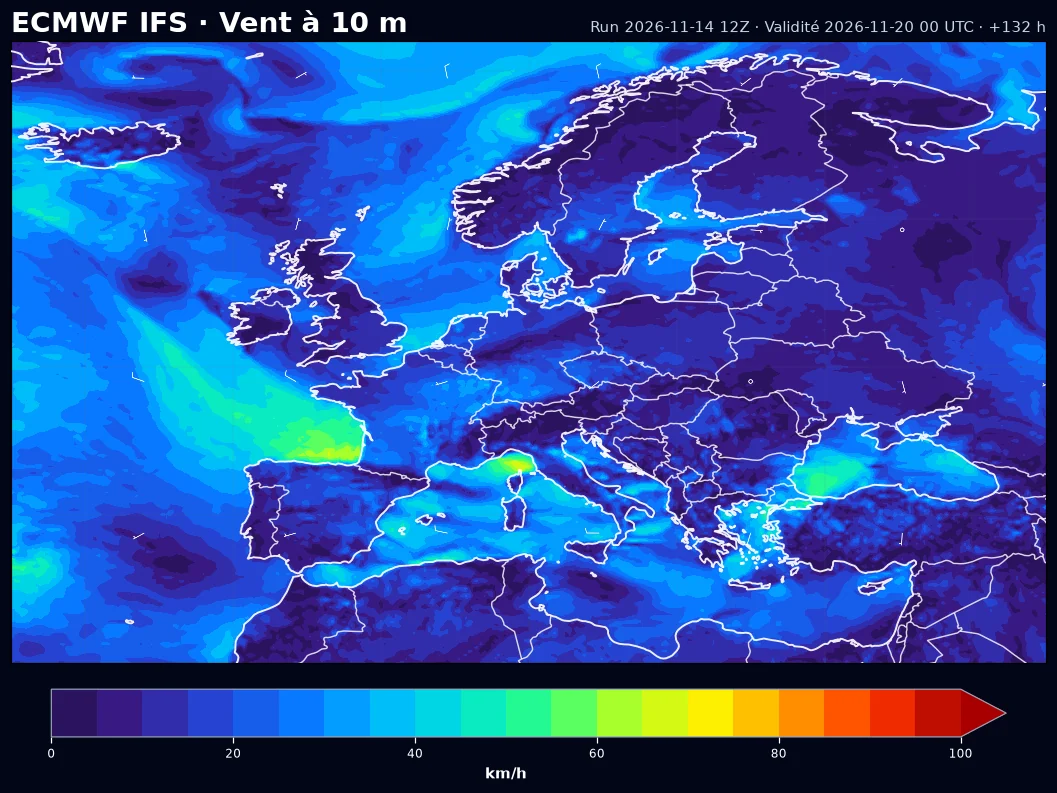 ECMWF IFS · Vent à 10 m
Run 2026-11-14 12Z · Validité 2026-11-20 00 UTC · +132 h
0 20 40 60 80 100
km/h